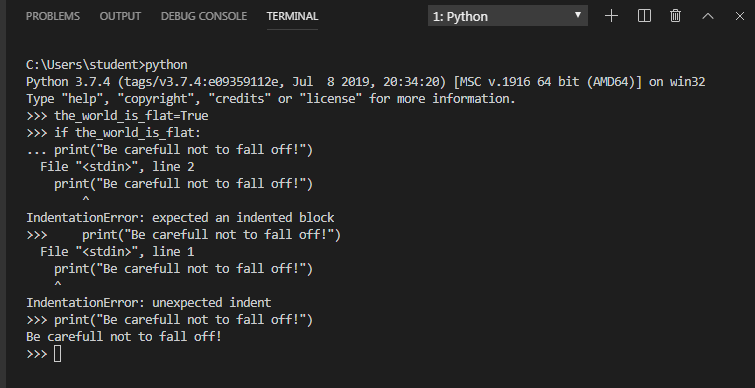 PROBLEMS OUTPUT DEBUG CONSOLE TERMINAL 1: Python
C:\Users\student>python
Python 3.7.4 (tags/v3.7.4:e09359112e, Jul  8 2019, 20:34:20) [MSC v.1916 64 bit (AMD64)] on win32
Type "help", "copyright", "credits" or "license" for more information.
>>> the_world_is_flat=True
>>> if the_world_is_flat:
... print("Be carefull not to fall off!")
  File "<stdin>", line 2
    print("Be carefull not to fall off!")
        ^
IndentationError: expected an indented block
>>>     print("Be carefull not to fall off!")
  File "<stdin>", line 1
    print("Be carefull not to fall off!")
    ^
IndentationError: unexpected indent
>>> print("Be carefull not to fall off!")
Be carefull not to fall off!
>>>